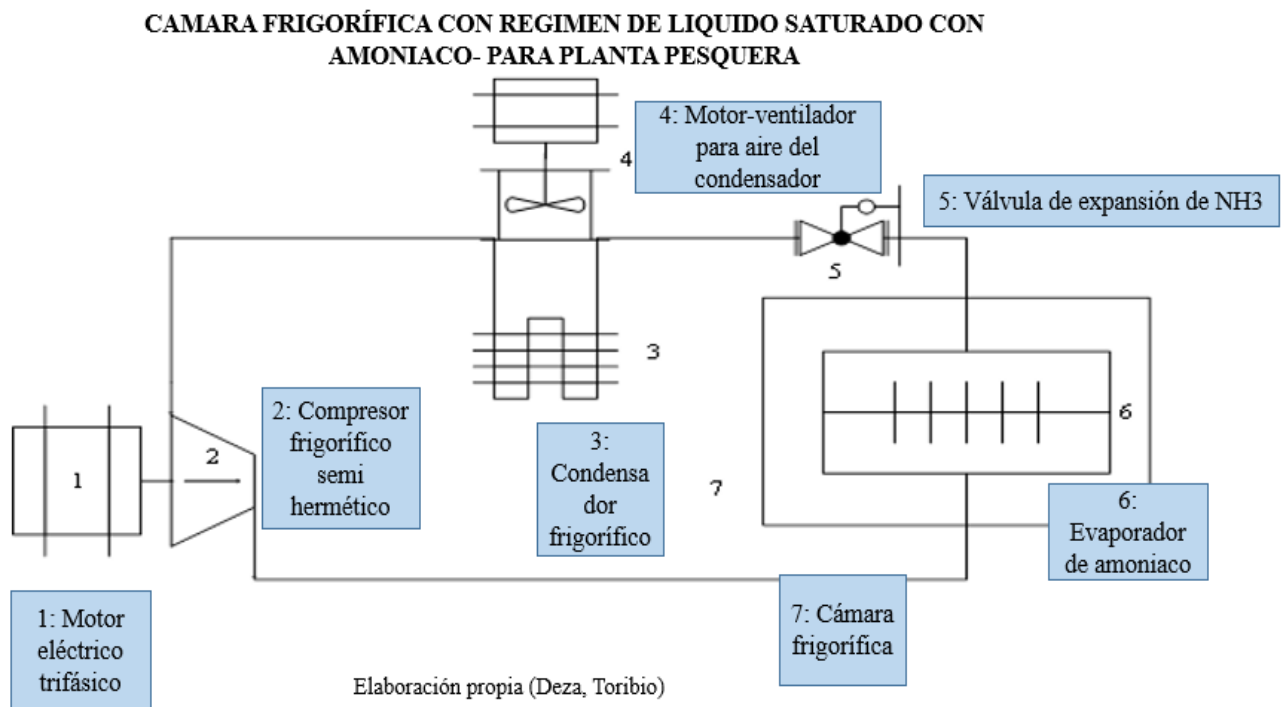 CAMARA FRIGORÍFICA CON REGIMEN DE LIQUIDO SATURADO CON
AMONIACO- PARA PLANTA PESQUERA
4: Motor-ventilador
para aire del
condensador
4
5: Válvula de expansión de NH3
5
3
2: Compresor
frigorífico
semi
hermético
2
1
3:
Condensa
dor
frigorífico
6
7
6:
Evaporador
de amoniaco
7: Cámara
frigorífica
1: Motor
eléctrico
trifásico
Elaboración propia (Deza, Toribio)